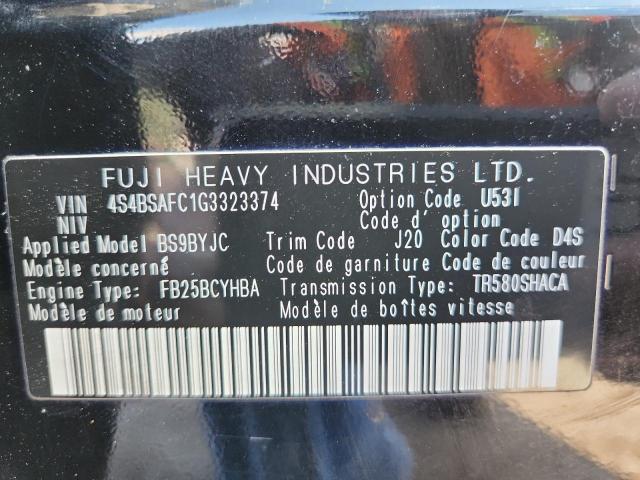 FUJI HEAVY INDUSTRIES LTD.
VIN 4S4BSAFC1G3323374 Option Code U53I
NIV Code d' option
Applied Model BS9BYJC Trim Code J20 Color Code D4S
Modèle concerné Code de garniture Code de couleur
Engine Type: FB25BCYHBA Transmission Type: TR580SHACA
Modèle de moteur Modèle de boîtes vitesse